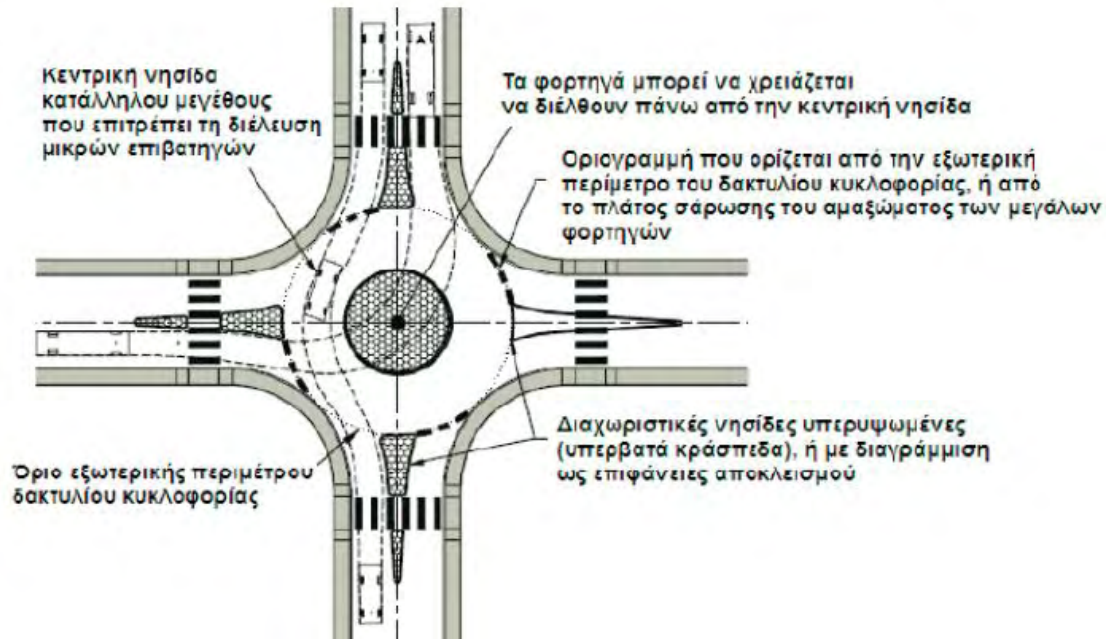 Κεντρική νησίδα
κατάλληλου μεγέθους
που επιτρέπει τη διέλευση
μικρών επιβατηγών
Τα φορτηγά μπορεί να χρειάζεται
να διέλθουν πάνω από την κεντρική νησίδα
Οριογραμμή που ορίζεται από την εξωτερική
περίμετρο του δακτυλίου κυκλοφορίας, ή από
το πλάτος σάρωσης του αμαξώματος των μεγάλων
φορτηγών
Διαχωριστικές νησίδες υπερυψωμένες
(υπερβατά κράσπεδα), ή με διαγράμμιση
ως επιφάνειες αποκλεισμού
Όριο εξωτερικής περιμέτρου
δακτυλίου κυκλοφορίας